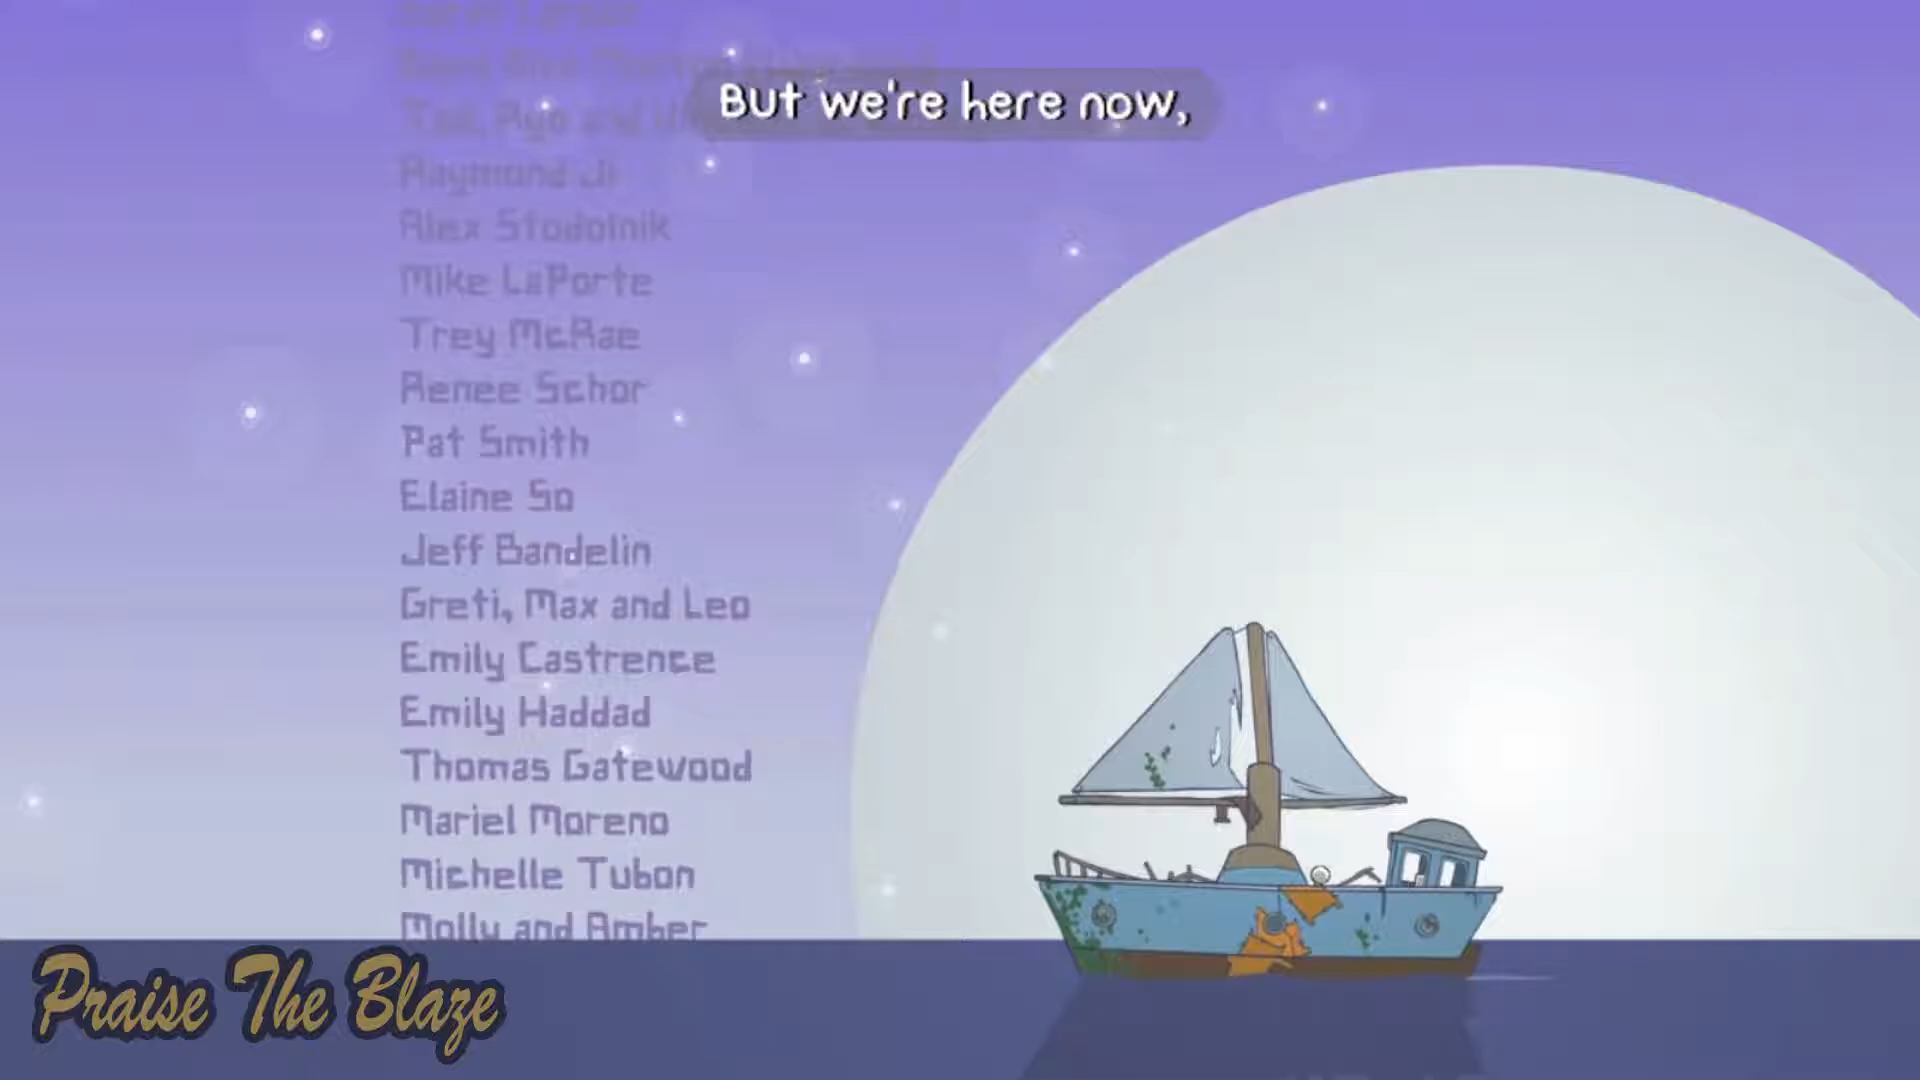 But we're here now,
Raymond Ji
Alex Stodolnik
Mike LaPorte
Trey McRae
Renee Schor
Pat Smith
Elaine So
Jeff Bandelin
Greti, Max and Leo
Emily Castrence
Emily Haddad
Thomas Gatewood
Mariel Moreno
Michelle Tubon
Molly and Amber
Praise The Blaze